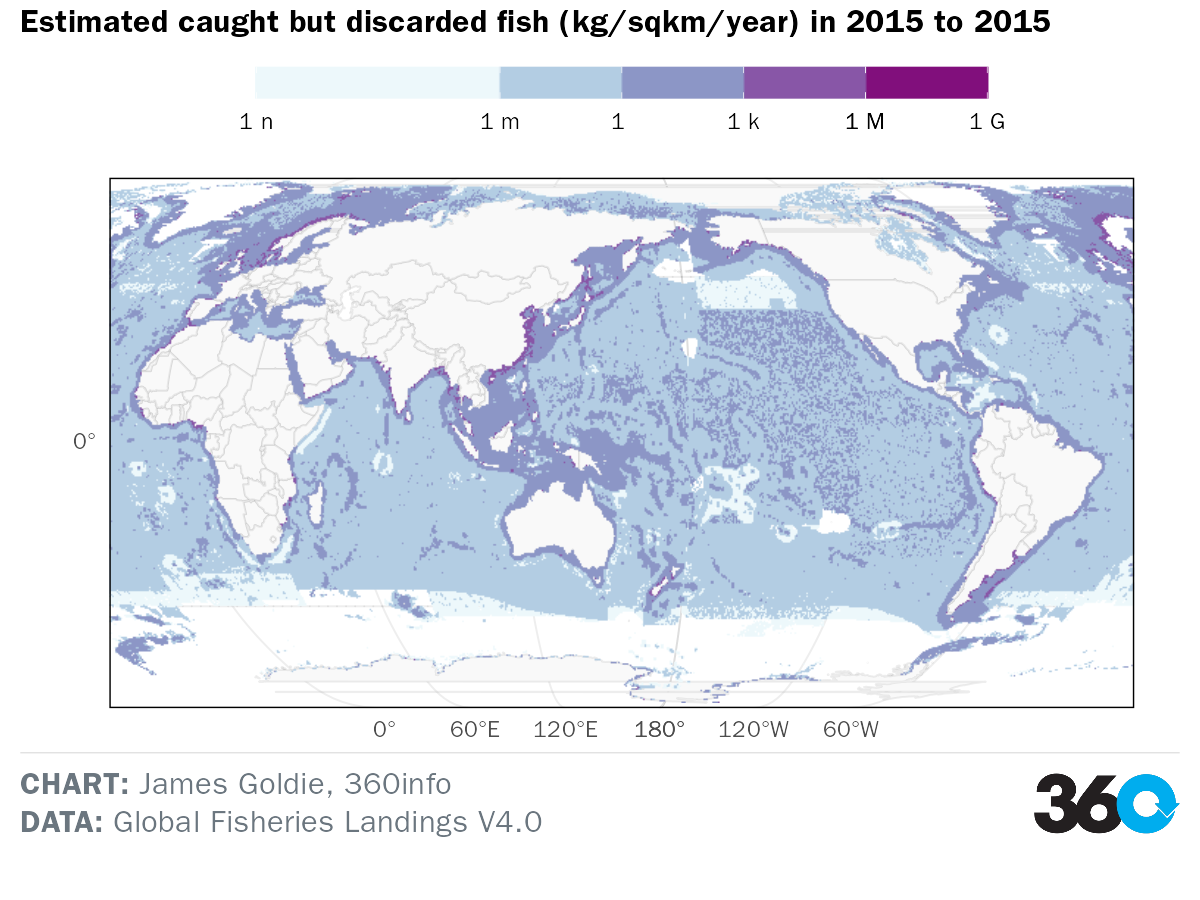 Estimated caught but discarded fish (kg/sqkm/year) in 2015 to 2015
1 n 1 m 1 1 k 1 M 1 G
0°
0° 60°E 120°E 180° 120°W 60°W
CHART: James Goldie, 360info
DATA: Global Fisheries Landings V4.0
360